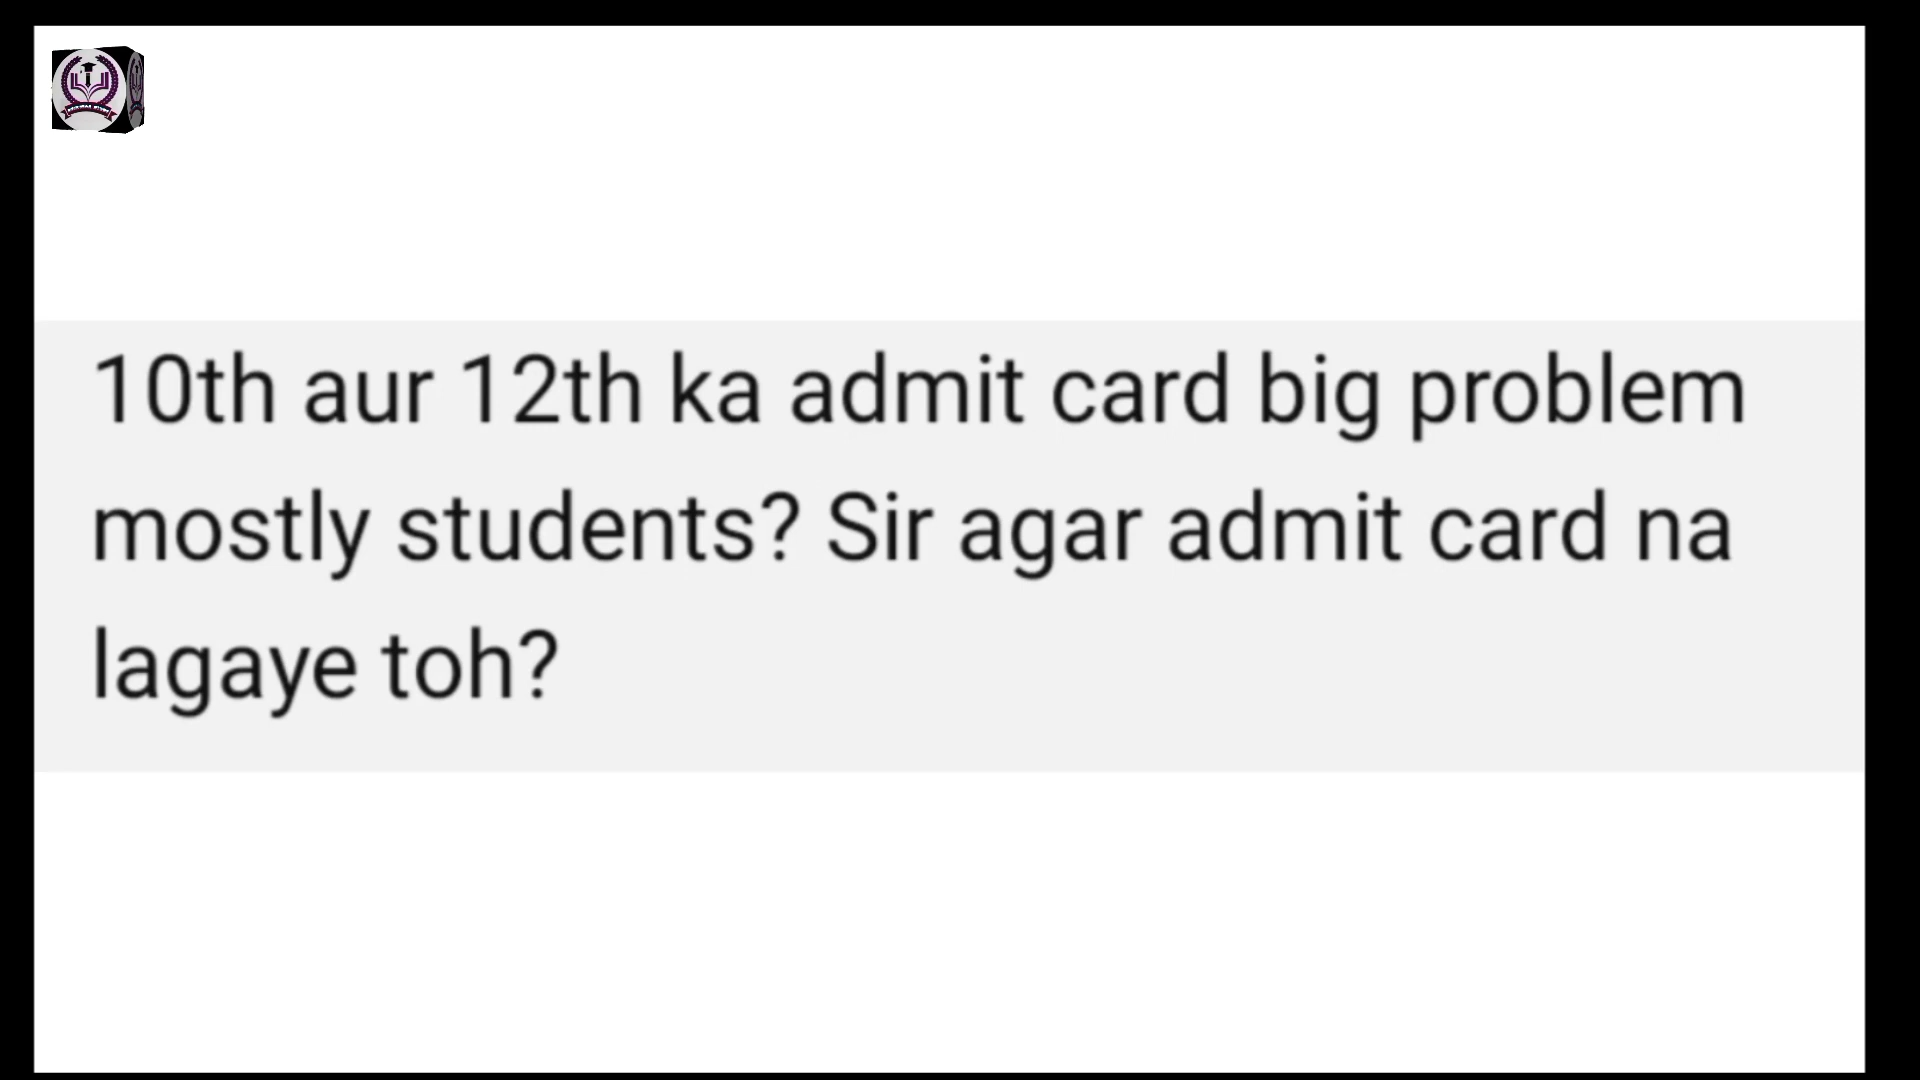 10th aur 12th ka admit card big problem
mostly students? Sir agar admit card na
lagaye toh?